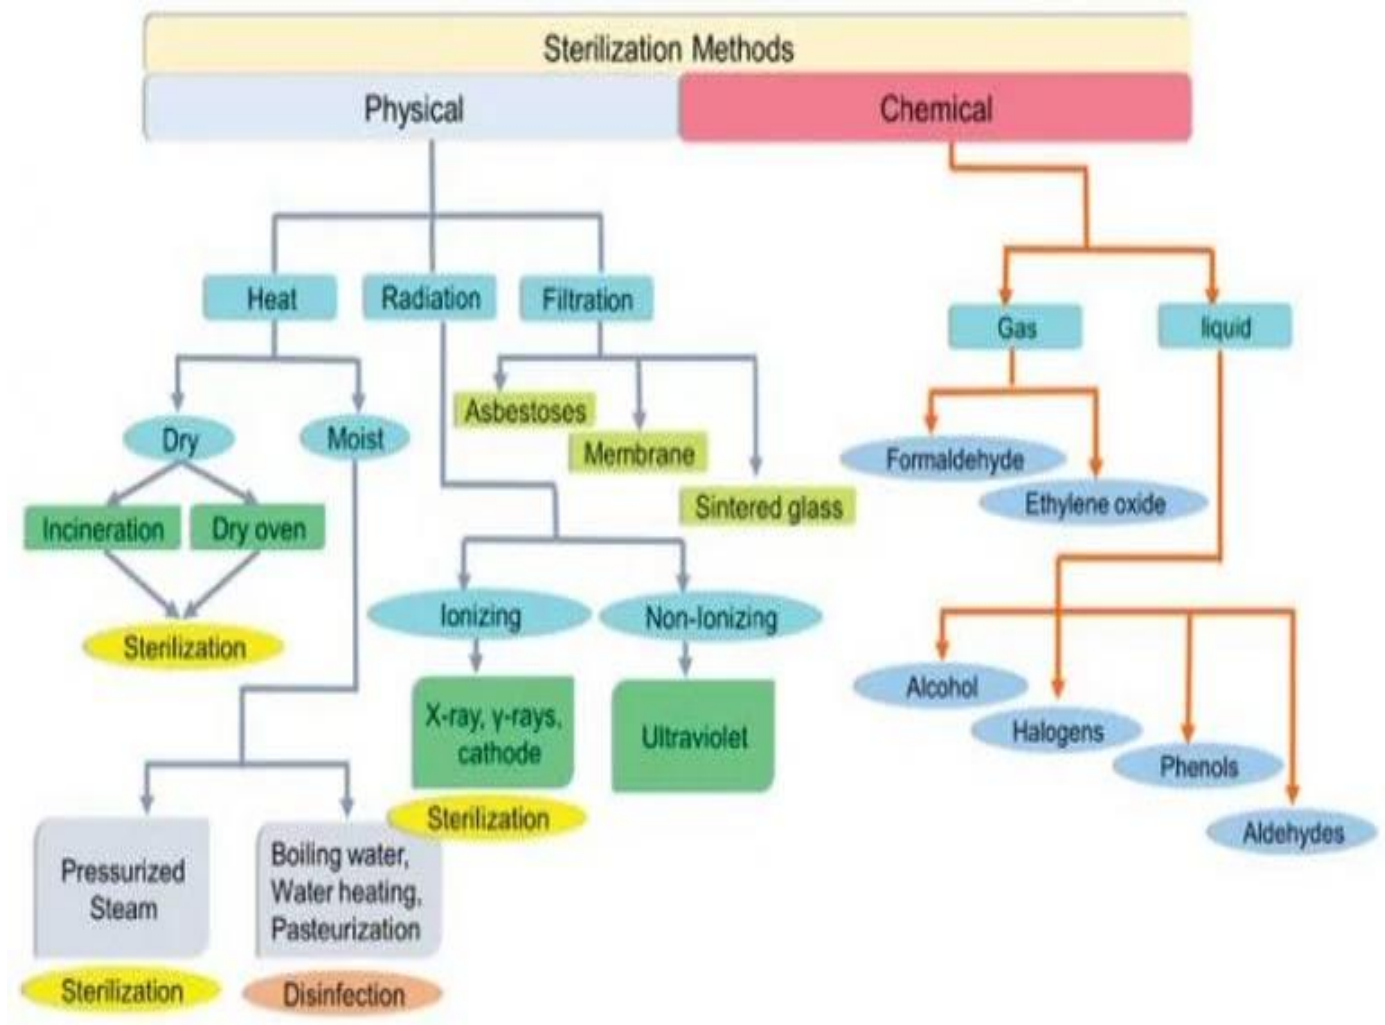 Sterilization Methods
Physical
Chemical
Heat
Radiation
Filtration
Gas
liquid
Asbestoses
Dry
Moist
Membrane
Formaldehyde
Sintered glass
Ethylene oxide
Incineration
Dry oven
Ionizing
Non-Ionizing
Sterilization
Alcohol
X-ray, γ-rays,
cathode
Ultraviolet
Halogens
Phenols
Sterilization
Aldehydes
Pressurized
Steam
Boiling water,
Water heating,
Pasteurization
Sterilization
Disinfection